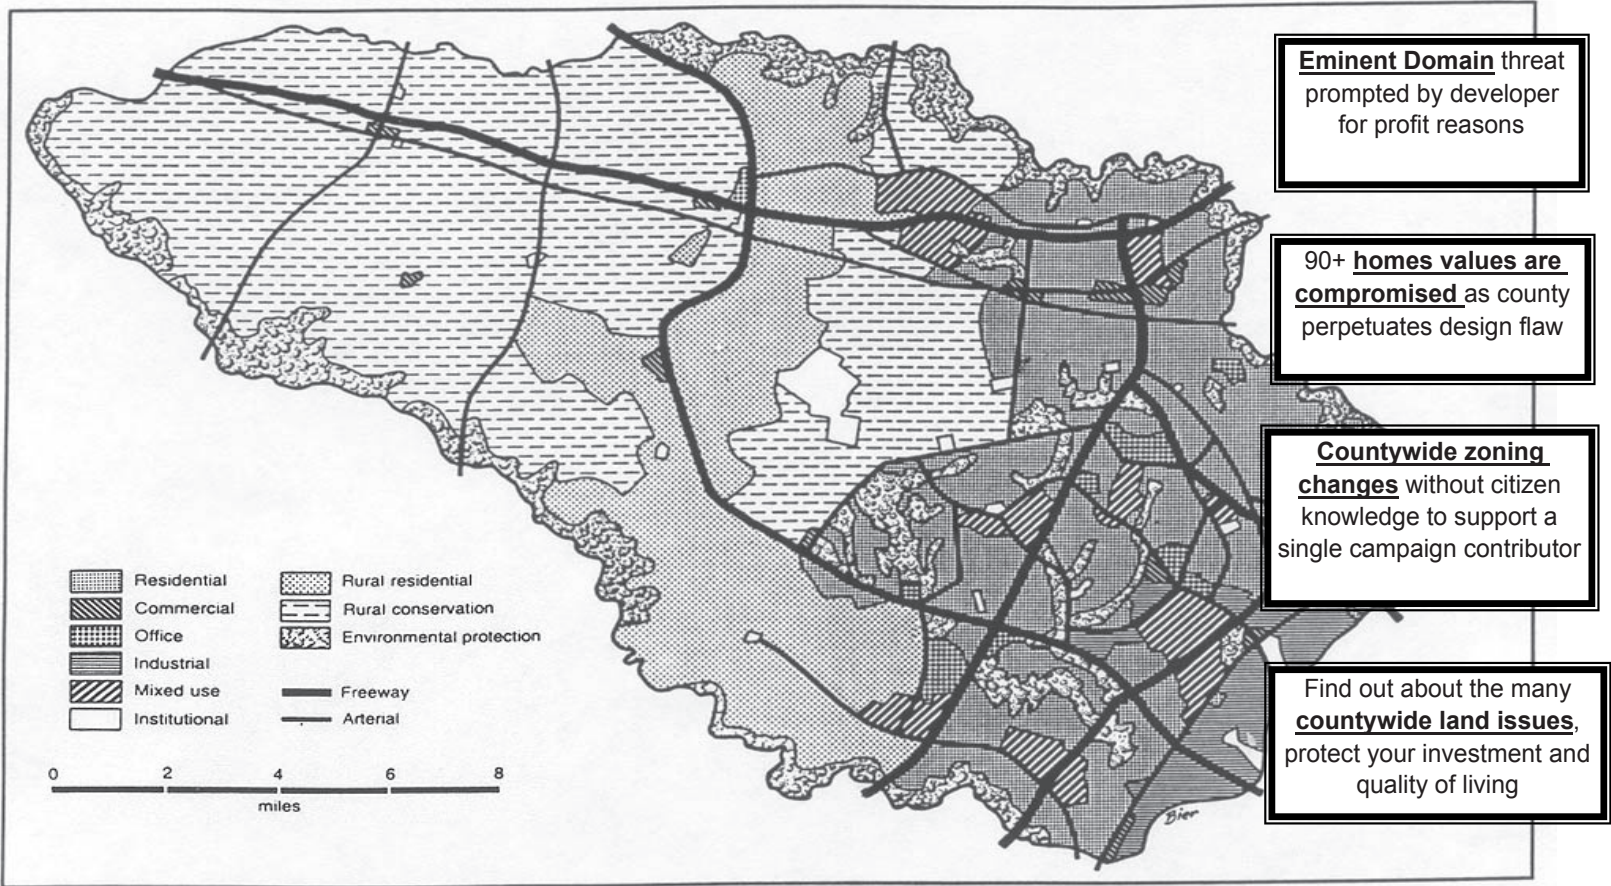 Eminent Domain threat
prompted by developer
for profit reasons
90+ homes values are
compromised as county
perpetuates design flaw
Countywide zoning
changes without citizen
knowledge to support a
single campaign contributor
Find out about the many
countywide land issues,
protect your investment and
quality of living
Residential
Commercial
Office
Industrial
Mixed use
Institutional
Rural residential
Rural conservation
Environmental protection
Freeway
Arterial
0 2 4 6 8
miles
Bier